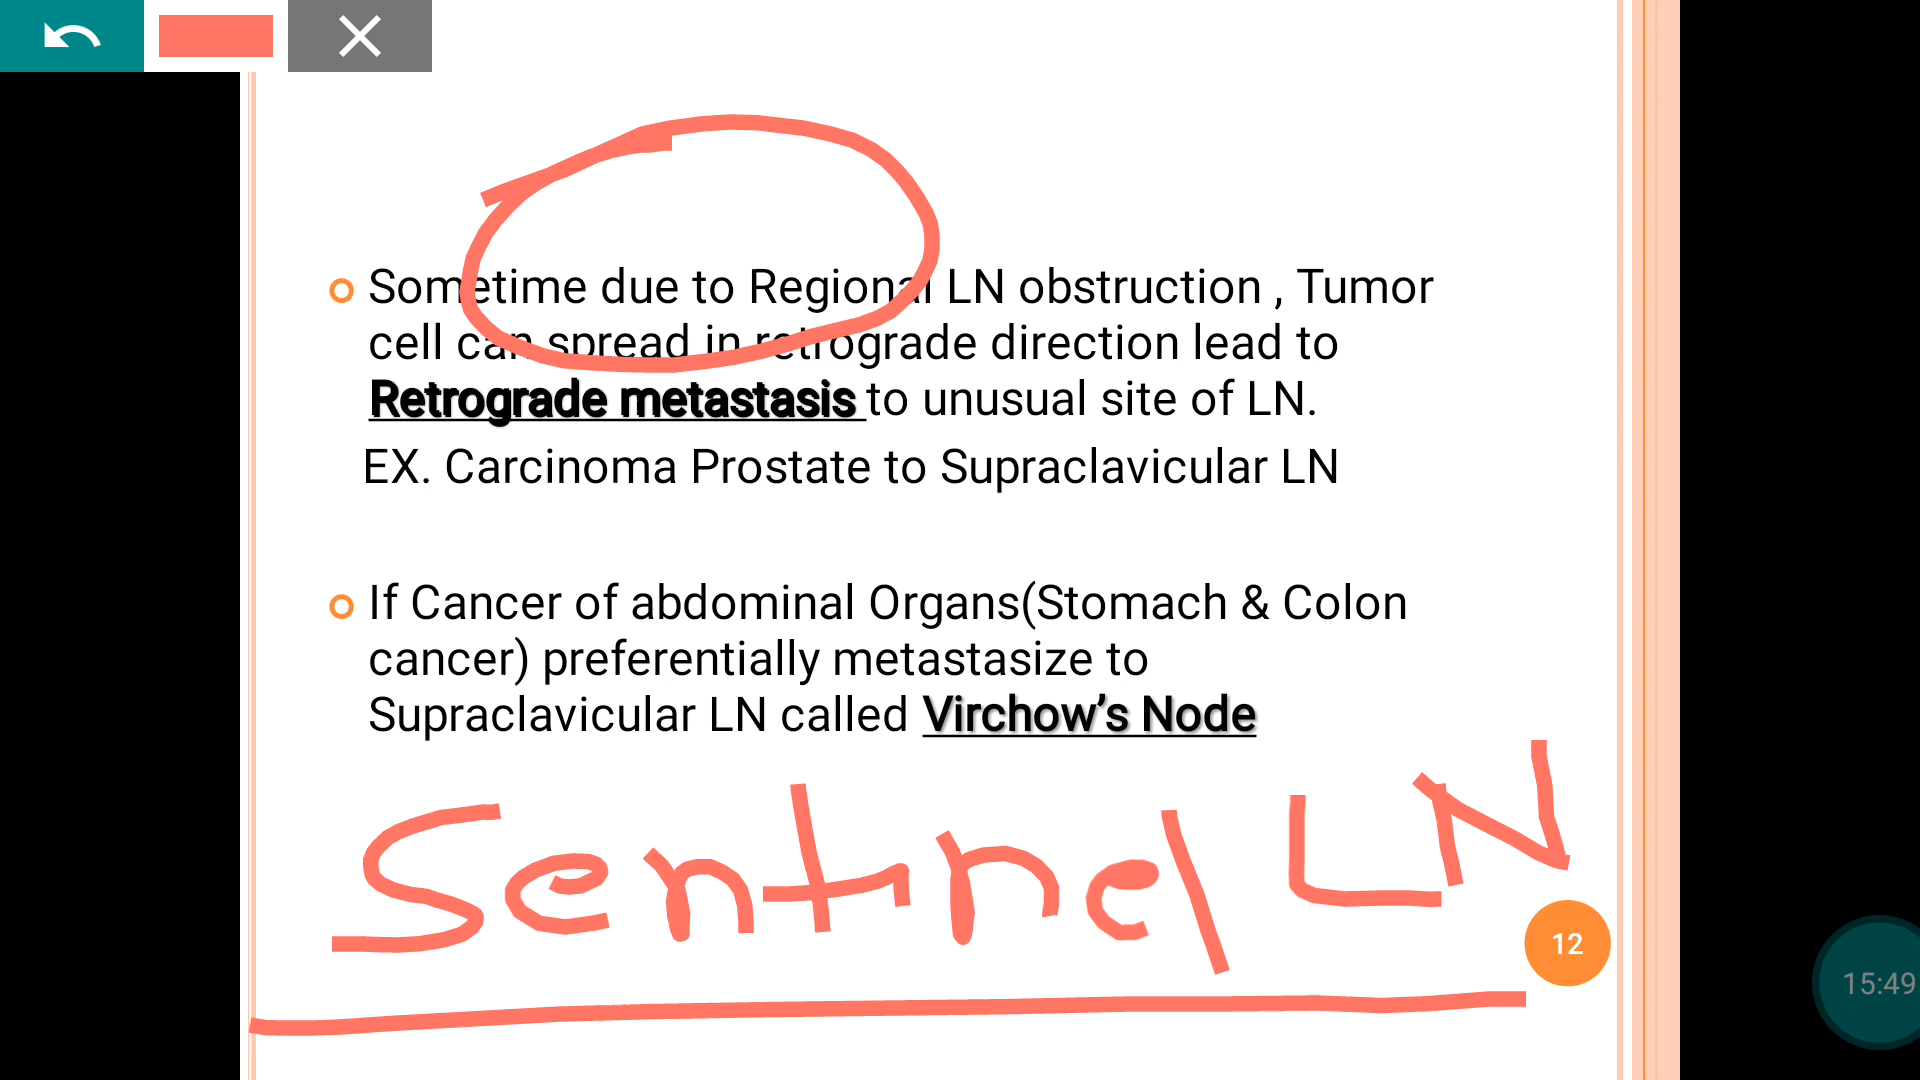 Sometime due to Regional LN obstruction , Tumor
cell can spread in retrograde direction lead to
Retrograde metastasis to unusual site of LN.
EX. Carcinoma Prostate to Supraclavicular LN
If Cancer of abdominal Organs(Stomach & Colon
cancer) preferentially metastasize to
Supraclavicular LN called Virchow’s Node
Sentinel LN
12
15:49